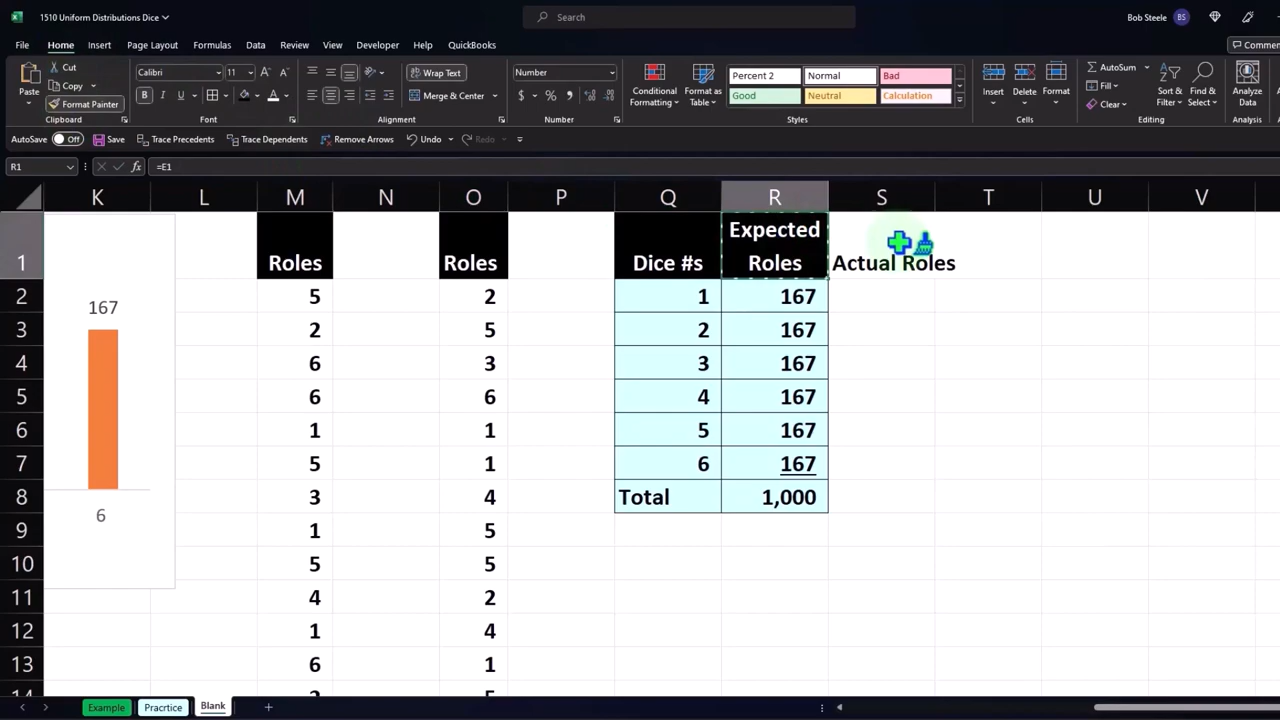 1510 Uniform Distributions Dice
Search
Bob Steele
BS
File
Home
Insert
Page Layout
Formulas
Data
Review
View
Developer
Help
QuickBooks
Paste
Cut
Copy
Format Painter
Clipboard
Calibri
11
B
I
U
Font
Wrap Text
Merge & Center
Alignment
Number
$ %
Number
Conditional
Formatting
Format as
Table
Percent 2
Normal
Bad
Good
Neutral
Calculation
Styles
Insert
Delete
Format
Cells
AutoSum
Fill
Clear
Editing
Sort &
Filter
Find &
Select
Analyze
Data
Analysis
AutoSave Off
Save
Trace Precedents
Trace Dependents
Remove Arrows
Undo
Redo
R1
fx
=E1
K L M N O P Q R S T U V
1 Roles Roles Dice #s Expected Roles Actual Roles
2 5 2 1 167
3 2 5 2 167
4 6 3 3 167
5 6 6 4 167
6 1 1 5 167
7 5 1 6 167
8 3 4 Total 1,000
9 1 5
10 5 5
11 4 2
12 1 4
13 6 1
167
6
Example
Pracrtice
Blank